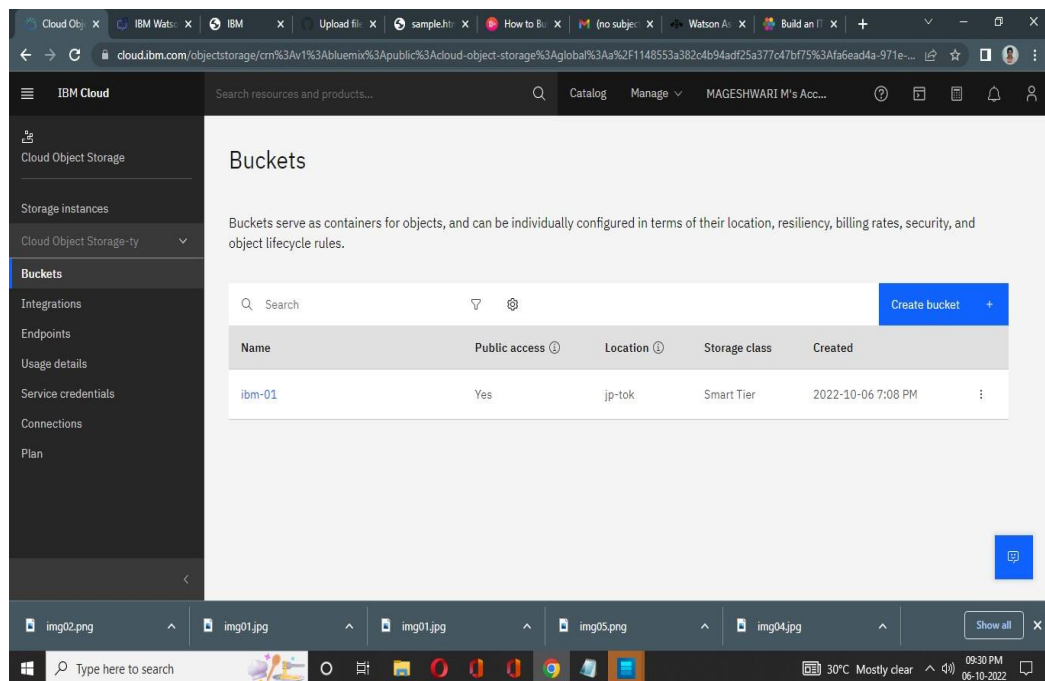 Cloud Obj
IBM Watso
IBM
Upload file
sample.htm
How to Bu
(no subjec
Watson As
Build an IT
cloud.ibm.com/objectstorage/crn%3Av1%3Abluemix%3Apublic%3Acloud-object-storage%3Aglobal%3Aa%2F1148553a382c4b94adf25a377c47bf75%3Afa6ead4a-971e-...
IBM Cloud
Search resources and products...
Catalog
Manage
MAGESHWARI M's Acc...
Cloud Object Storage
Storage instances
Cloud Object Storage-ty
Buckets
Integrations
Endpoints
Usage details
Service credentials
Connections
Plan
Buckets
Buckets serve as containers for objects, and can be individually configured in terms of their location, resiliency, billing rates, security, and
object lifecycle rules.
Search
Create bucket +
Name Public access Location Storage class Created
ibm-01 Yes jp-tok Smart Tier 2022-10-06 7:08 PM
img02.png
img01.jpg
img01.jpg
img05.png
img04.jpg
Show all
Type here to search
30°C Mostly clear
09:30 PM
06-10-2022